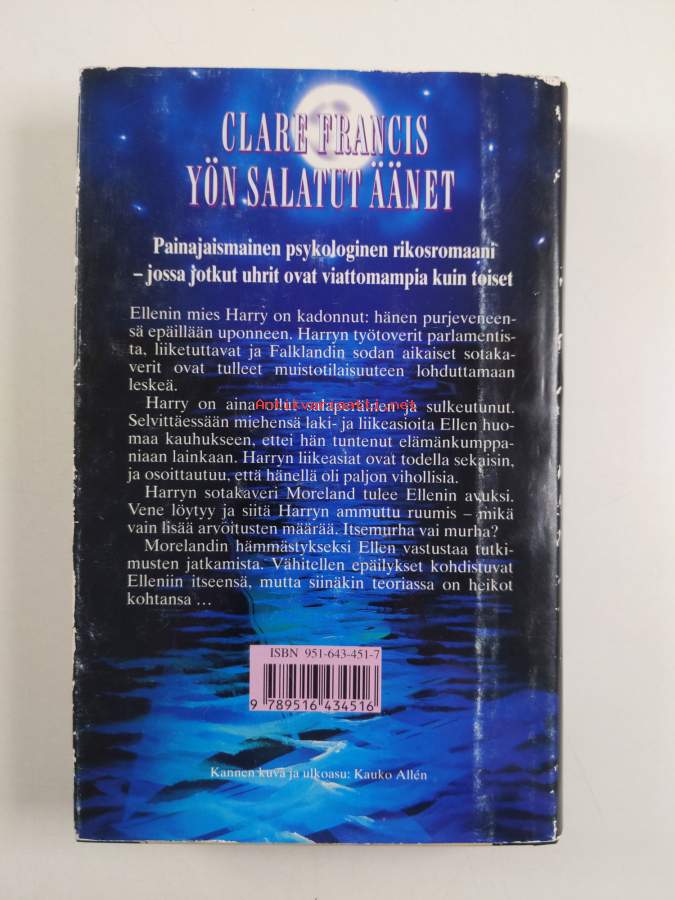 CLARE FRANCIS
YÖN SALATUT ÄÄNET
Painajaismainen psykologinen rikosromaani
– jossa jotkut uhrit ovat viattomampia kuin toiset
Ellenin mies Harry on kadonnut: hänen purjeveneen-
sä epäillään uponneen. Harryn työtoverit parlamentis-
ta, liiketuttavat ja Falklandin sodan aikaiset sotaka-
verit ovat tulleet muistotilaisuuteen lohduttamaan
leskeä.
Harry on aina ollut salaperäinen ja sulkeutunut.
Antikvariaatti.net
Selvittäessään miehensä laki- ja liikeasioita Ellen huo-
maa kauhukseen, ettei hän tuntenut elämänkumppa-
niaan lainkaan. Harryn liikeasiat ovat todella sekaisin,
ja osoittautuu, että hänellä oli paljon vihollisia.
Harryn sotakaveri Moreland tulee Ellenin avuksi.
Vene löytyy ja siitä Harryn ammuttu ruumis – mikä
vain lisää arvoitusten määrää. Itsemurha vai murha?
Morelandin hämmästykseksi Ellen vastustaa tutki-
musten jatkamista. Vähitellen epäilykset kohdistuvat
Elleniin itseensä, mutta siinäkin teoriassa on heikot
kohtansa ...
ISBN 951-643-451-7
9 789516 434516
Kannen kuva ja ulkoasu: Kauko Allén